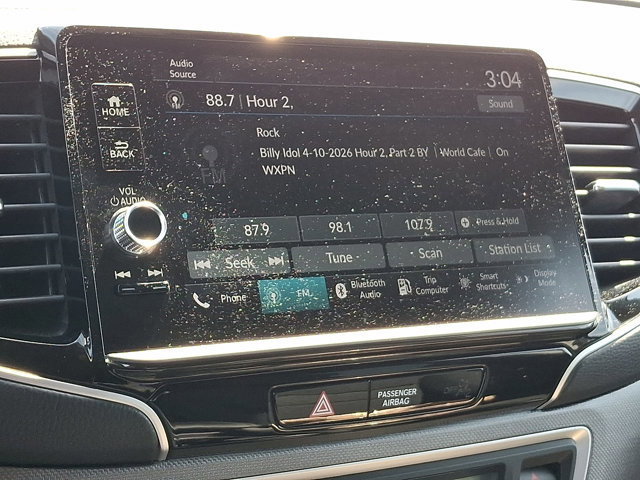 Audio
Source
3:04
FM
88.7 | Hour 2,
Sound
HOME
Rock
BACK
Billy Idol 4-10-2026 Hour 2, Part 2 BY | World Cafe | On
WXPN
FM
VOL
AUDIO
87.9 98.1 107.9 Press & Hold
Seek Tune Scan Station List
Phone FM Bluetooth
Audio Trip
Computer Smart
Shortcuts Display
Mode
PASSENGER
AIRBAG